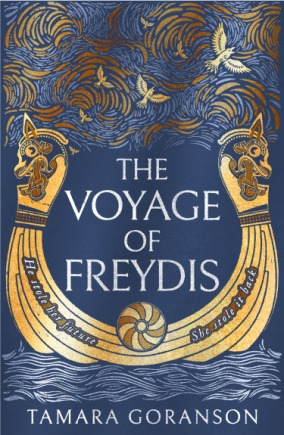 THE
VOYAGE
OF
FREYDIS
He stole her future
She stole it back
TAMARA GORANSON